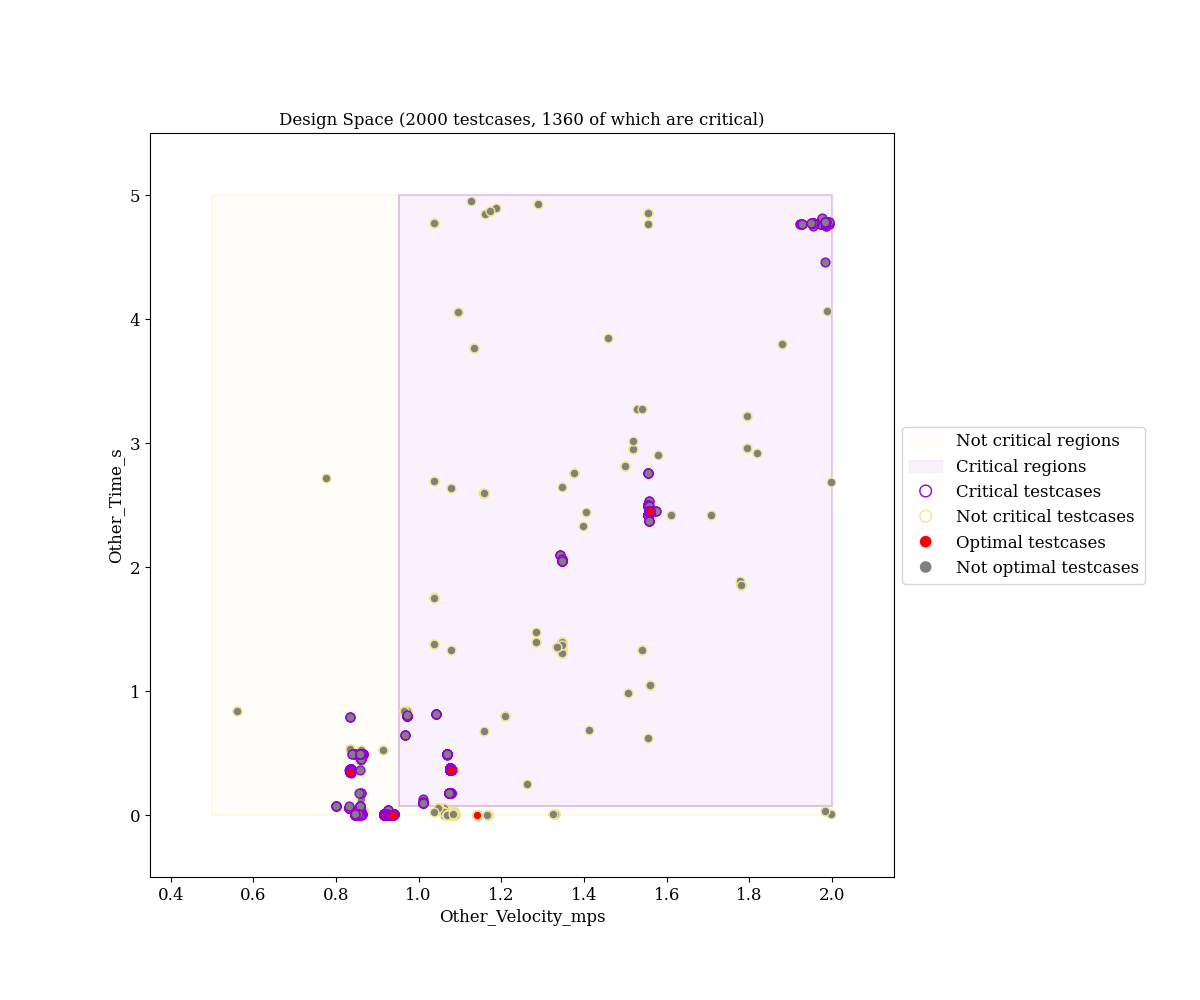 Design Space (2000 testcases, 1360 of which are critical)
5
4
3
2
1
0
Other_Time_s
0.4 0.6 0.8 1.0 1.2 1.4 1.6 1.8 2.0
Other_Velocity_mps
Not critical regions
Critical regions
Critical testcases
Not critical testcases
Optimal testcases
Not optimal testcases